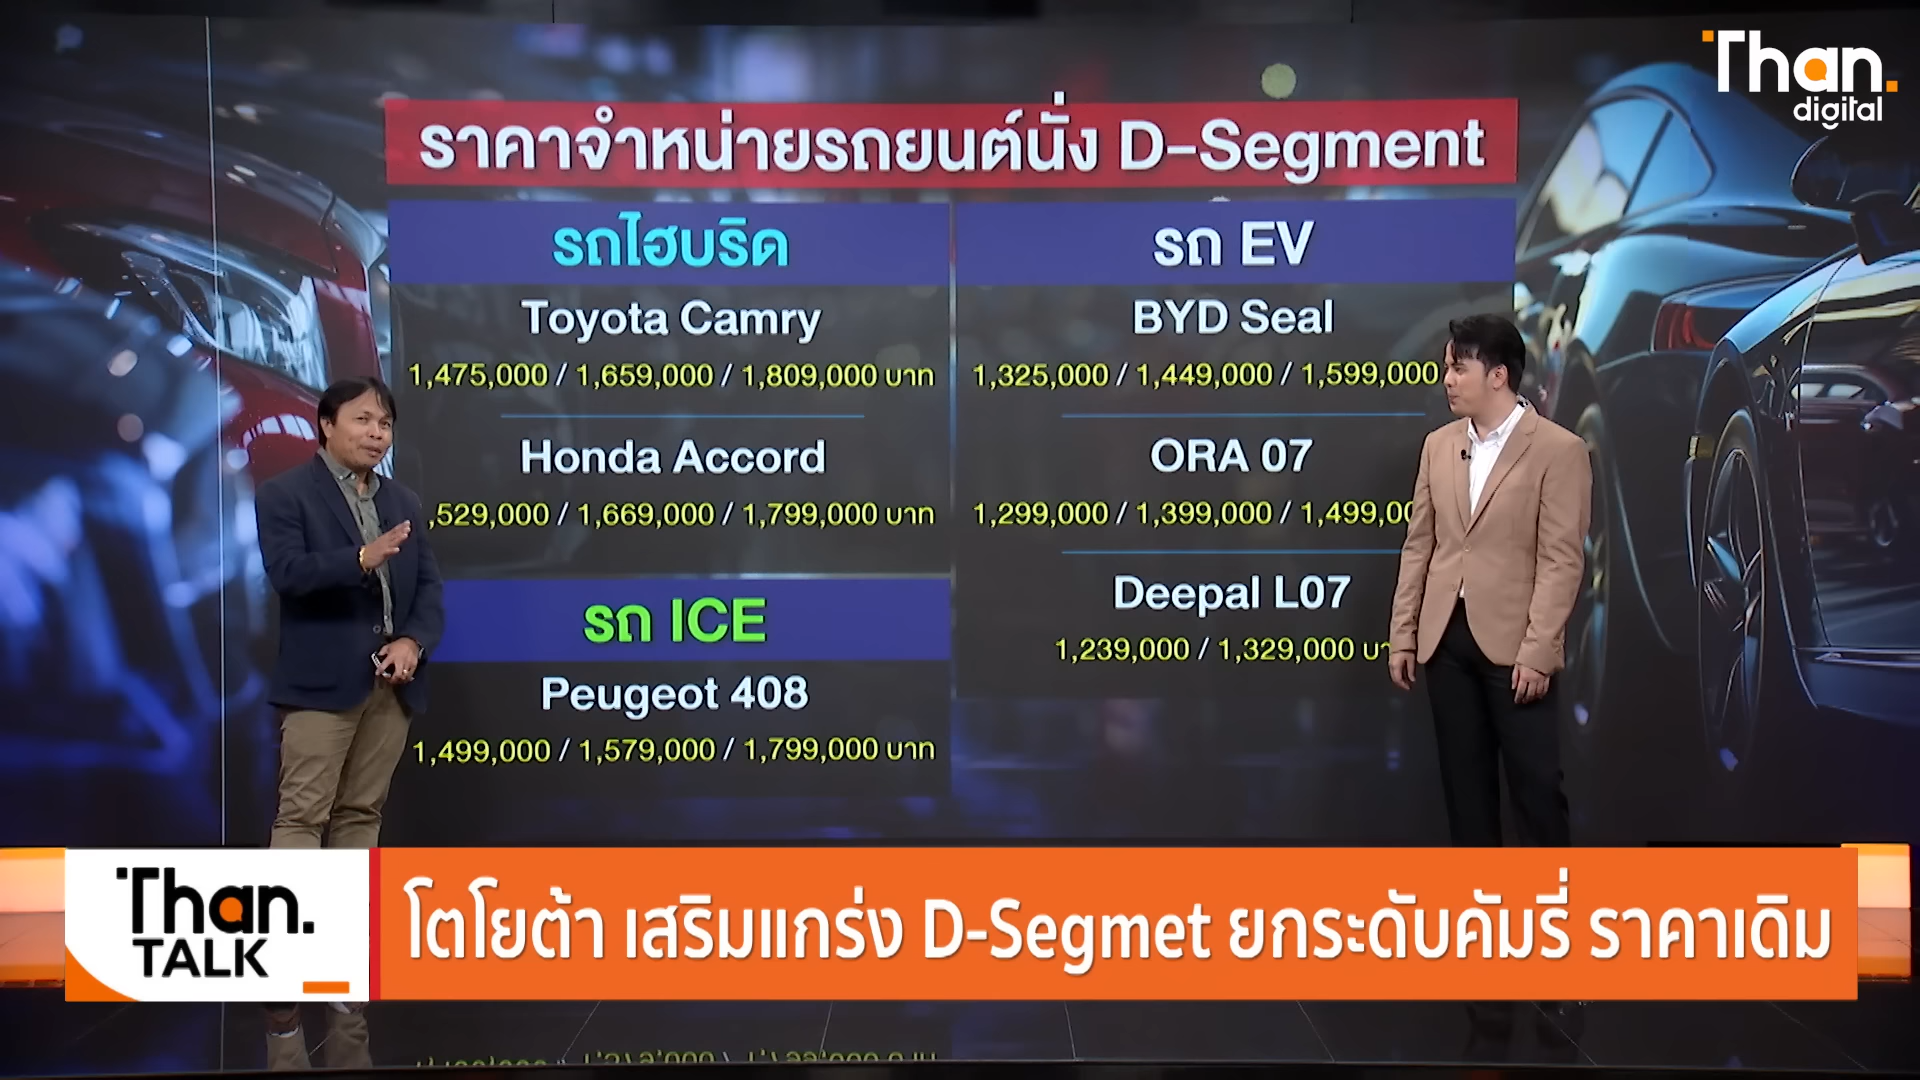 Than.
digital
ราคาจำหน่ายรถยนต์นั่ง D-Segment
รถไฮบริด
Toyota Camry
1,475,000 / 1,659,000 / 1,809,000 บาท
Honda Accord
,529,000 / 1,669,000 / 1,799,000 บาท
รถ ICE
Peugeot 408
1,499,000 / 1,579,000 / 1,799,000 บาท
รถ EV
BYD Seal
1,325,000 / 1,449,000 / 1,599,000
ORA 07
1,299,000 / 1,399,000 / 1,499,00
Deepal L07
1,239,000 / 1,329,000
Than.
TALK
โตโยต้า เสริมแกร่ง D-Segmet ยกระดับคัมรี่ ราคาเดิม